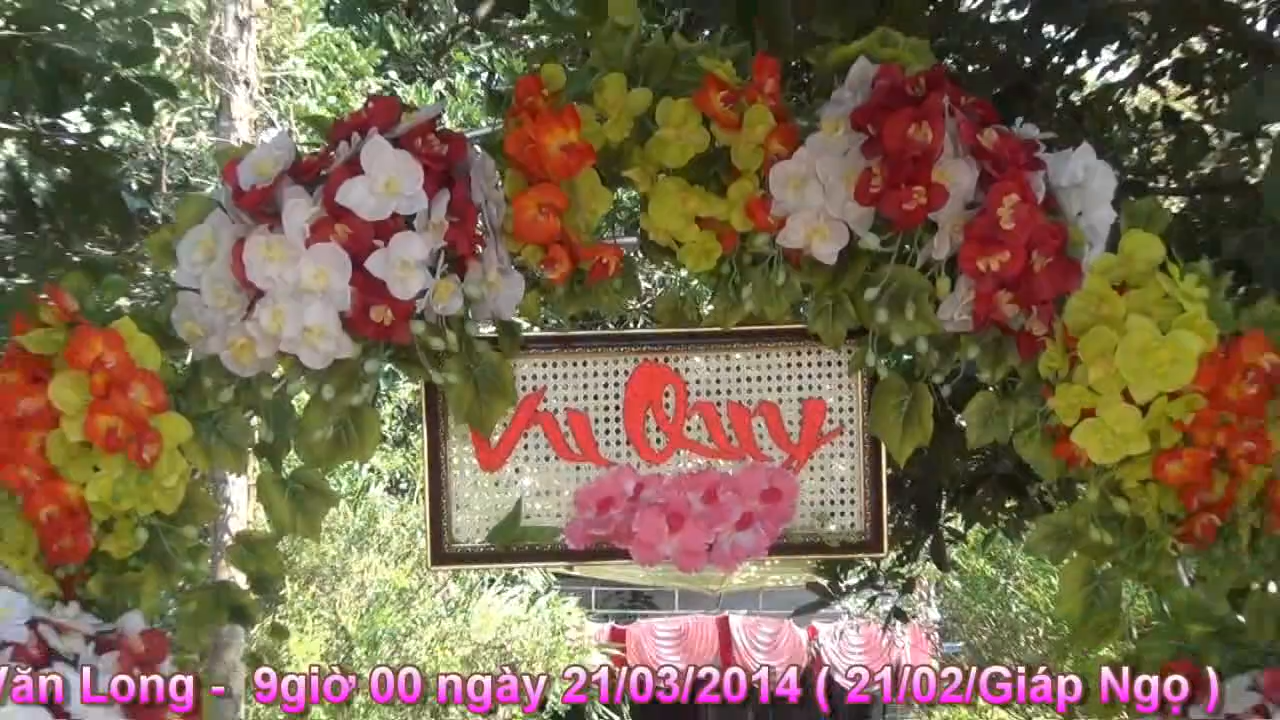 Vu Quy
Văn Long - 9giờ 00 ngày 21/03/2014 ( 21/02/Giáp Ngọ )